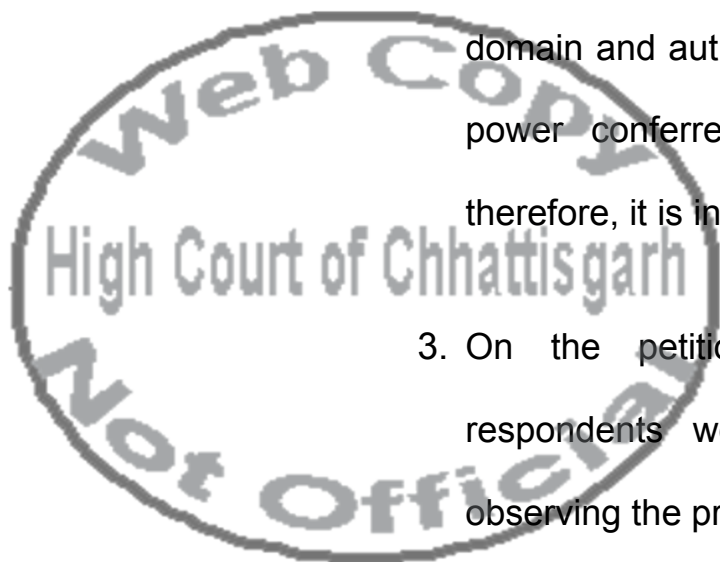 Web Copy
High Court of Chhattisgarh
Not Official
domain and aut
power conferre
therefore, it is in
3. On the petitio
respondents we
observing the pr